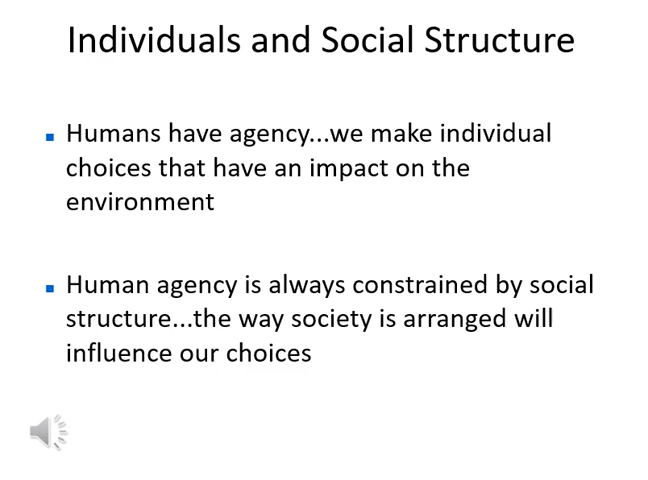 Individuals and Social Structure
Humans have agency...we make individual
choices that have an impact on the
environment
Human agency is always constrained by social
structure...the way society is arranged will
influence our choices